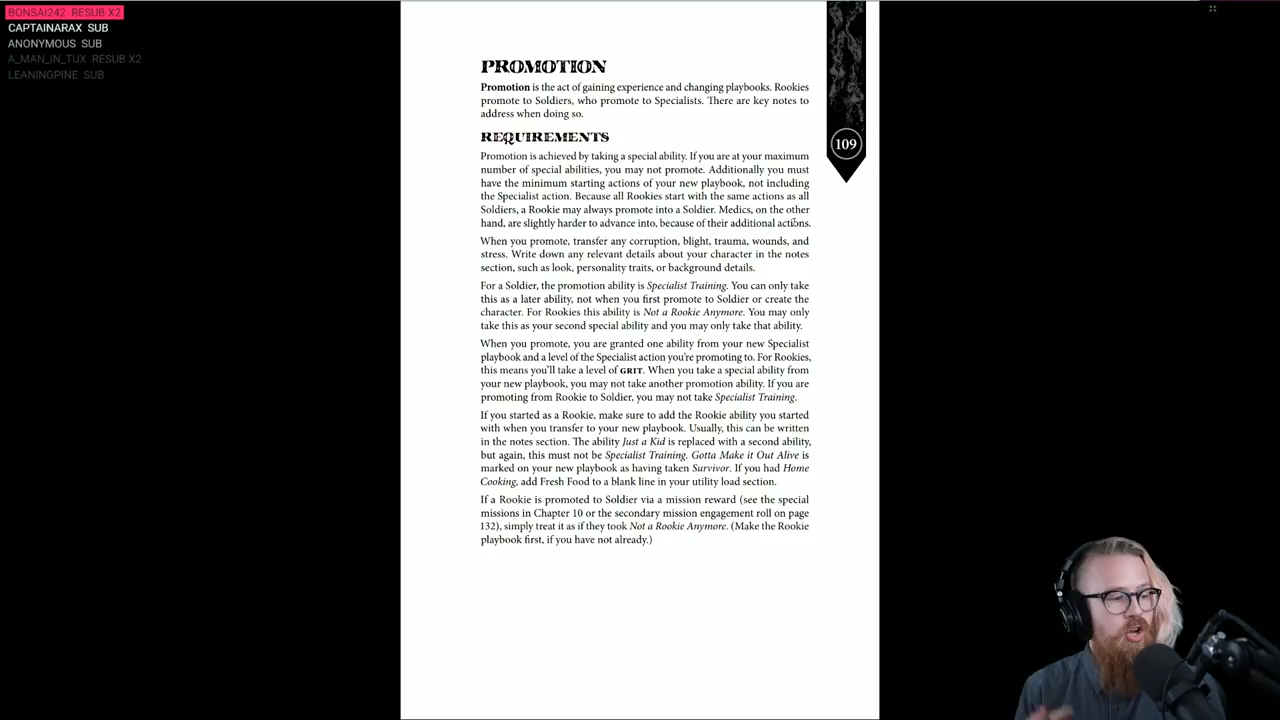 BONSAI242 RESUB X2
CAPTAINARAX SUB
ANONYMOUS SUB
A_MAN_IN_TUX RESUB X2
LEANINGPINE SUB
PROMOTION
Promotion is the act of gaining experience and changing playbooks. Rookies
promote to Soldiers, who promote to Specialists. There are key notes to
address when doing so.
REQUIREMENTS
Promotion is achieved by taking a special ability. If you are at your maximum
number of special abilities, you may not promote. Additionally you must
have the minimum starting actions of your new playbook, not including
the Specialist action. Because all Rookies start with the same actions as all
Soldiers, a Rookie may always promote into a Soldier. Medics, on the other
hand, are slightly harder to advance into, because of their additional actions.
When you promote, transfer any corruption, blight, trauma, wounds, and
stress. Write down any relevant details about your character in the notes
section, such as look, personality traits, or background details.
For a Soldier, the promotion ability is Specialist Training. You can only take
this as a later ability, not when you first promote to Soldier or create the
character. For Rookies this ability is Not a Rookie Anymore. You may only
take this as your second special ability and you may only take that ability.
When you promote, you are granted one ability from your new Specialist
playbook and a level of the Specialist action you're promoting to. For Rookies,
this means you'll take a level of GRIT. When you take a special ability from
your new playbook, you may not take another promotion ability. If you are
promoting from Rookie to Soldier, you may not take Specialist Training.
If you started as a Rookie, make sure to add the Rookie ability you started
with when you transfer to your new playbook. Usually, this can be written
in the notes section. The ability Just a Kid is replaced with a second ability,
but again, this must not be Specialist Training. Gotta Make it Out Alive is
marked on your new playbook as having taken Survivor. If you had Home
Cooking, add Fresh Food to a blank line in your utility load section.
If a Rookie is promoted to Soldier via a mission reward (see the special
missions in Chapter 10 or the secondary mission engagement roll on page
132), simply treat it as if they took Not a Rookie Anymore. (Make the Rookie
playbook first, if you have not already.)
109